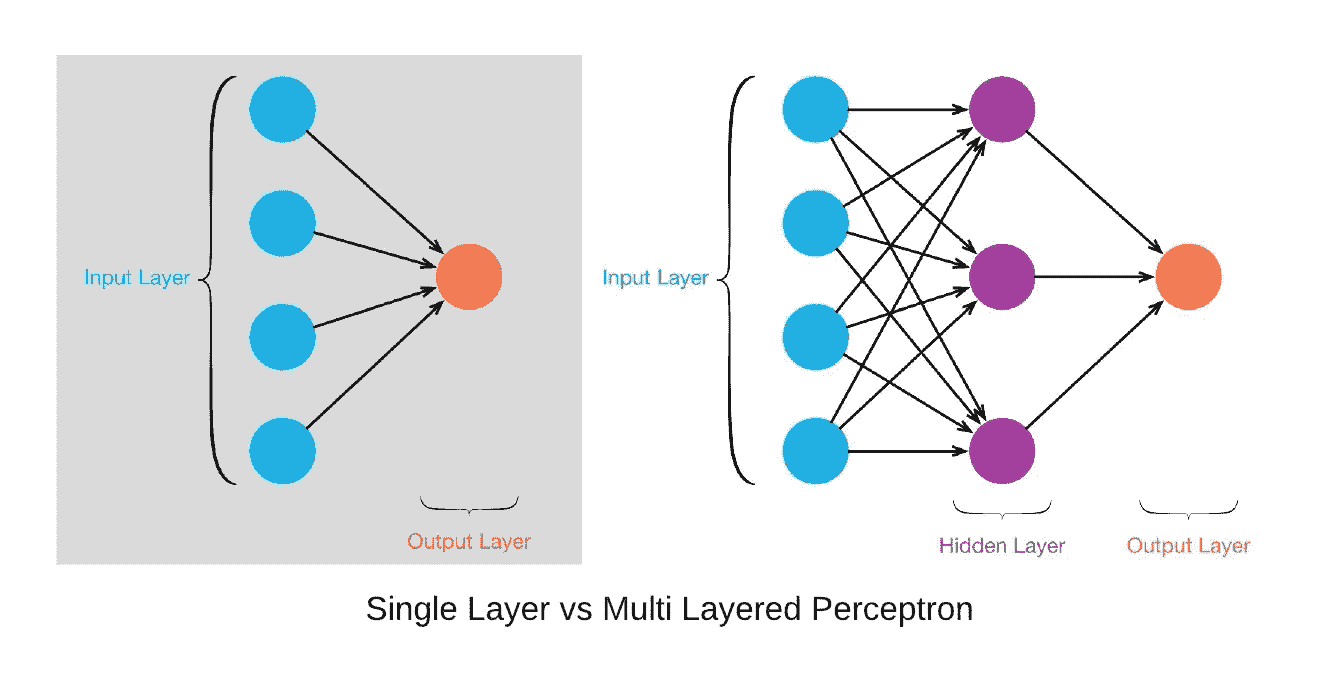 Input Layer
Output Layer
Input Layer
Hidden Layer
Output Layer
Single Layer vs Multi Layered Perceptron